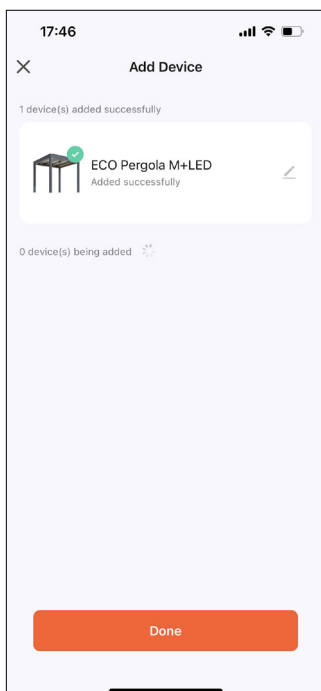 17:46
Add Device
1 device(s) added successfully
ECO Pergola M+LED
Added successfully
0 device(s) being added
Done